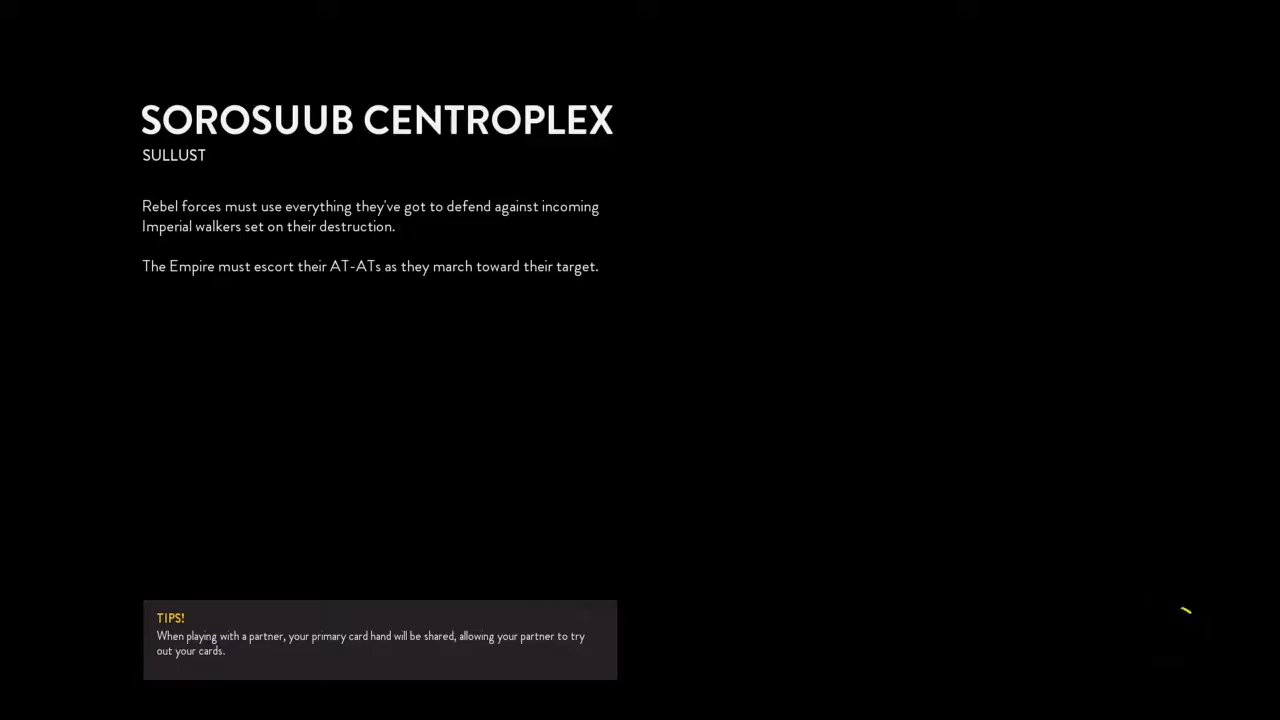 SOROSUUB CENTROPLEX
SULLUST
Rebel forces must use everything they've got to defend against incoming
Imperial walkers set on their destruction.
The Empire must escort their AT-ATs as they march toward their target.
TIPS!
When playing with a partner, your primary card hand will be shared, allowing your partner to try
out your cards.